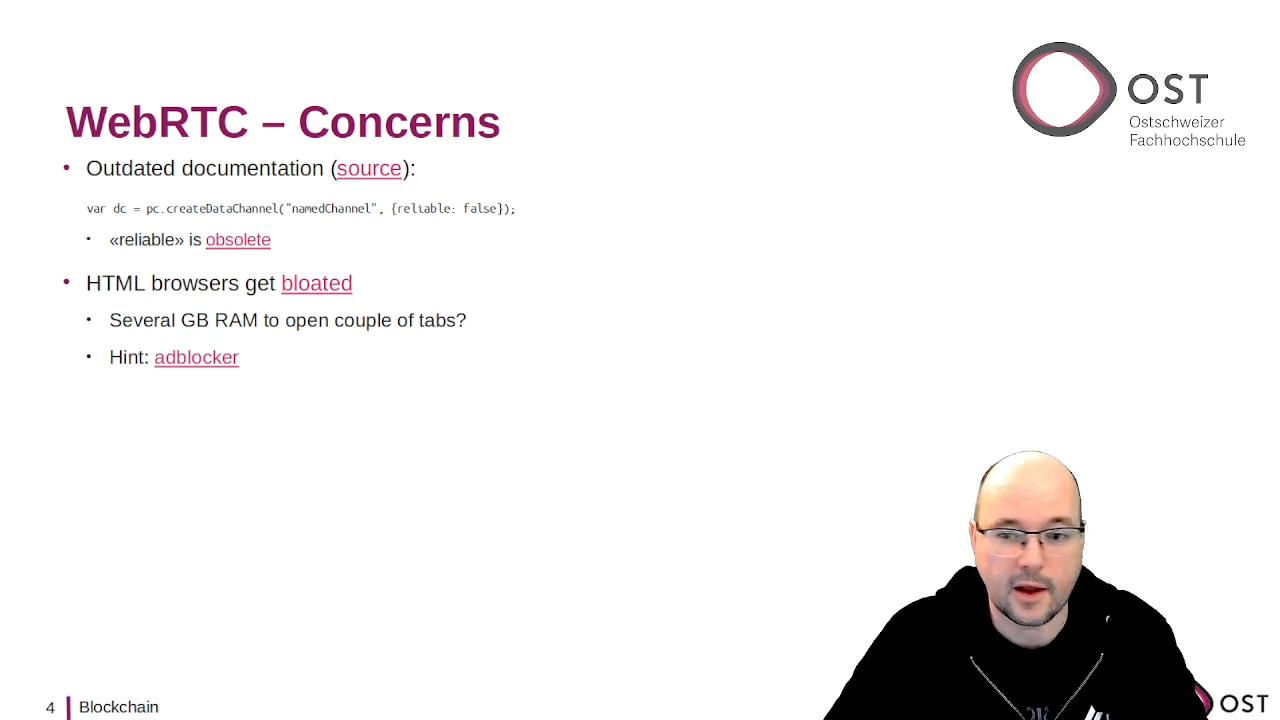 OST
Ostschweizer
Fachhochschule
WebRTC – Concerns
• Outdated documentation (source):
var dc = pc.createDataChannel("namedChannel", {reliable: false});
• «reliable» is obsolete
• HTML browsers get bloated
• Several GB RAM to open couple of tabs?
• Hint: adblocker
4 Blockchain
OST